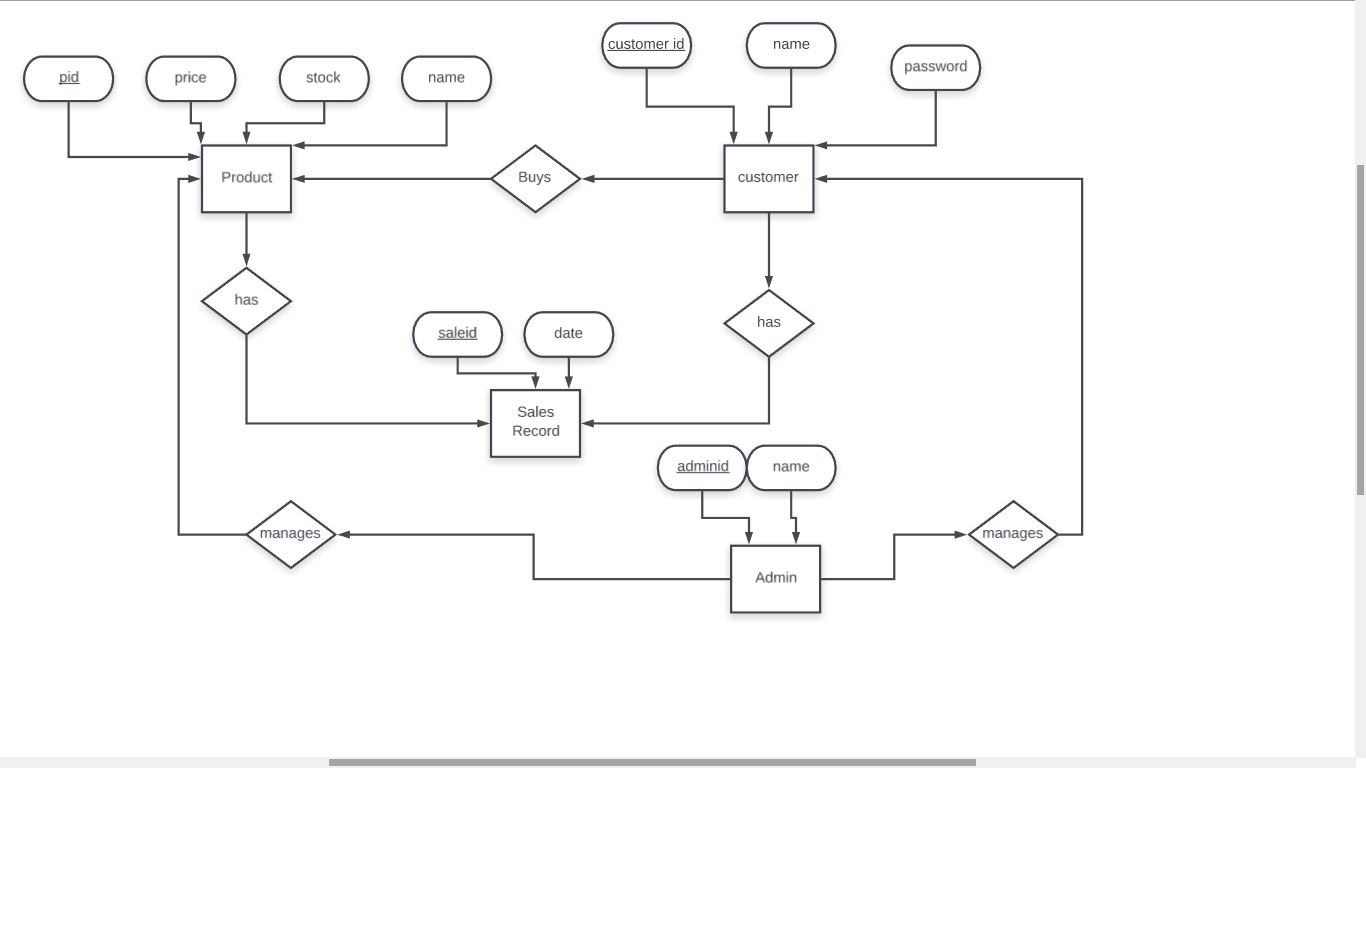 customer id
name
password
pid
price
stock
name
Product
Buys
customer
has
has
saleid
date
Sales
Record
adminid
name
manages
manages
Admin